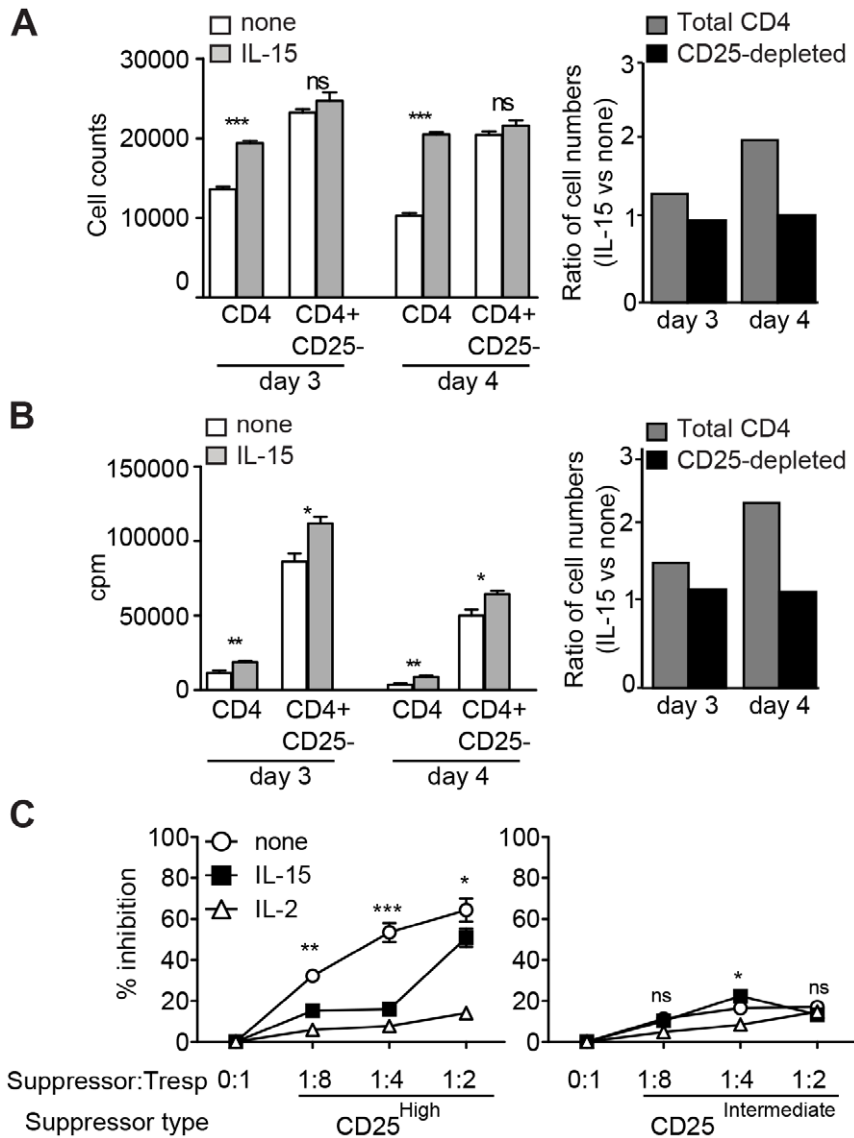 A
none
IL-15
30000
20000
10000
0
Cell counts
*** ns *** ns
CD4 CD4+ CD25- CD4 CD4+ CD25-
day 3 day 4
Total CD4
CD25-depleted
3
2
1
0
Ratio of cell numbers
(IL-15 vs none)
day 3 day 4
B
none
IL-15
150000
100000
50000
0
cpm
** * ** *
CD4 CD4+ CD25- CD4 CD4+ CD25-
day 3 day 4
Total CD4
CD25-depleted
3
2
1
0
Ratio of cell numbers
(IL-15 vs none)
day 3 day 4
C
none
IL-15
IL-2
100
80
60
40
20
0
% inhibition
** *** *
100
80
60
40
20
0
ns * ns
Suppressor:Tresp 0:1 1:8 1:4 1:2 0:1 1:8 1:4 1:2
Suppressor type CD25High CD25Intermediate